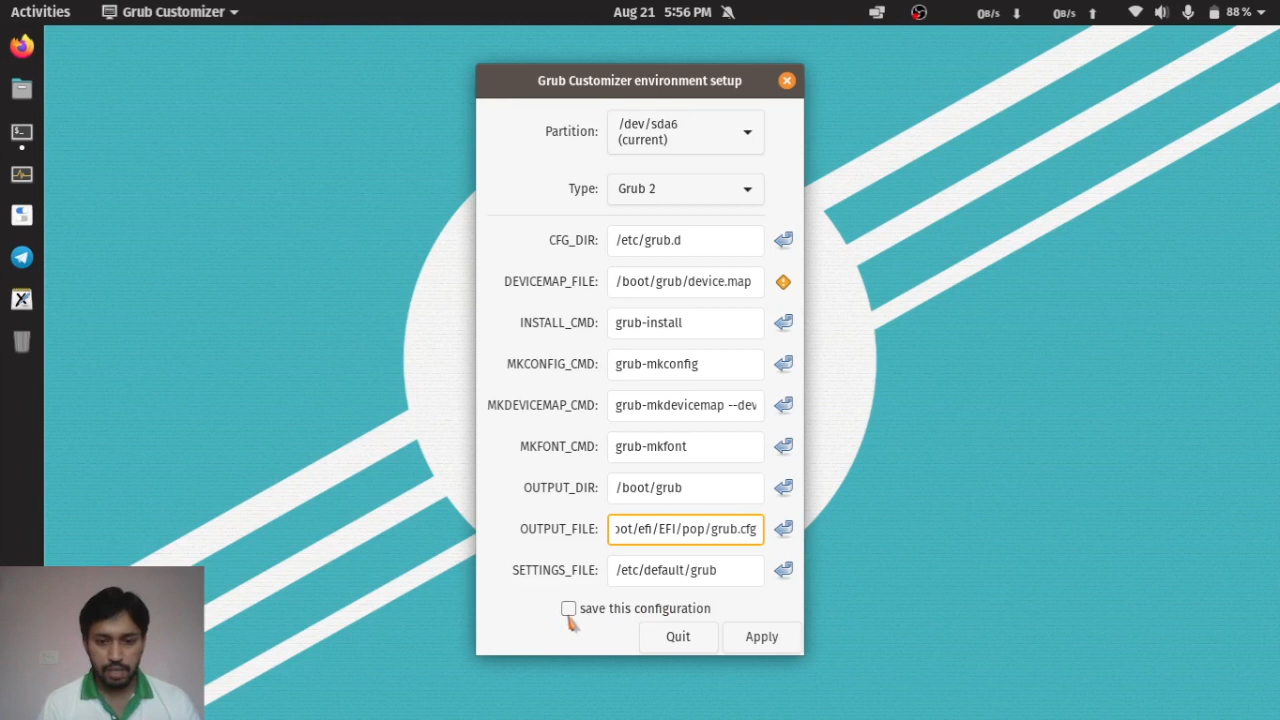 Activities Grub Customizer Aug 21 5:56 PM 0B/s 0B/s 88 %
Grub Customizer environment setup
Partition: /dev/sda6
(current)
Type: Grub 2
CFG_DIR: /etc/grub.d
DEVICEMAP_FILE: /boot/grub/device.map
INSTALL_CMD: grub-install
MKCONFIG_CMD: grub-mkconfig
MKDEVICEMAP_CMD: grub-mkdevicemap --dev
MKFONT_CMD: grub-mkfont
OUTPUT_DIR: /boot/grub
OUTPUT_FILE: oot/efi/EFI/pop/grub.cfg
SETTINGS_FILE: /etc/default/grub
save this configuration
Quit Apply